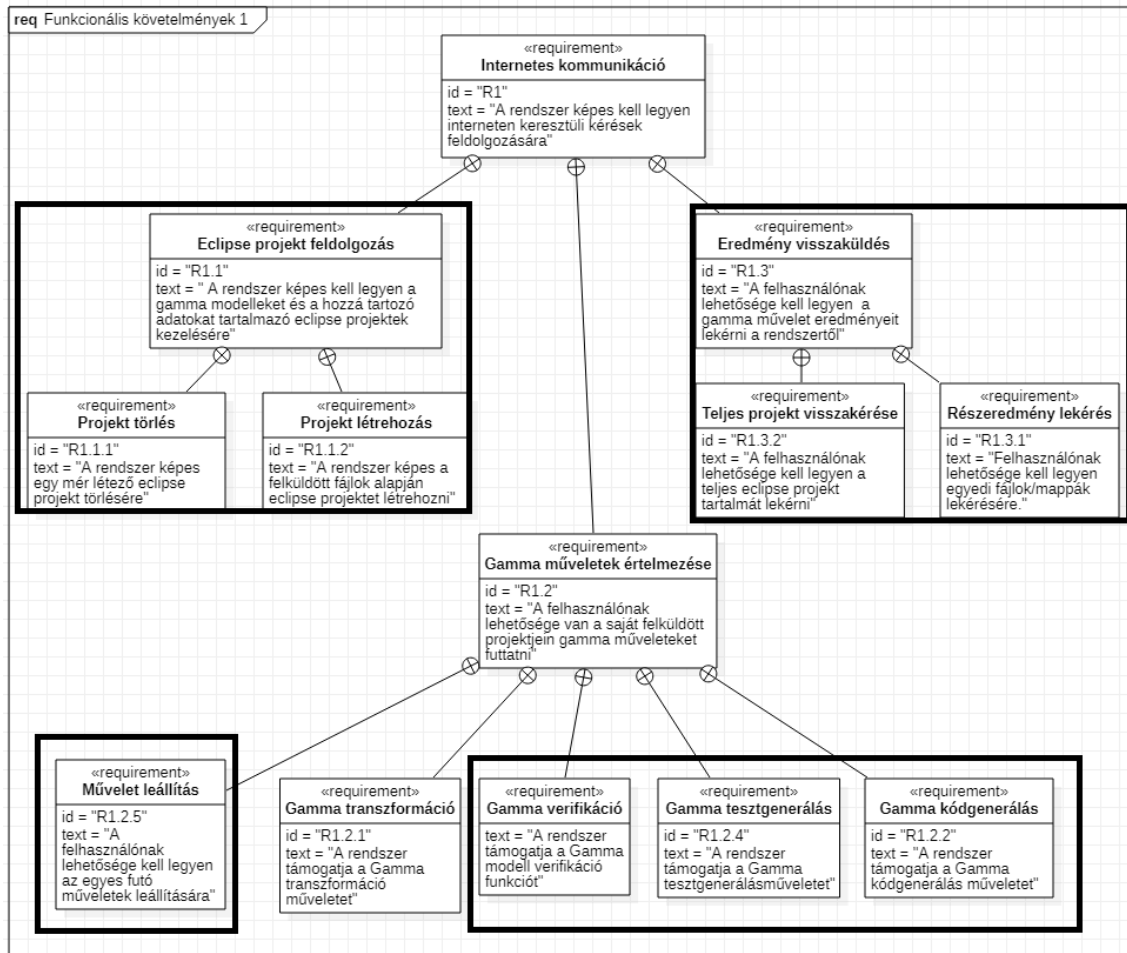 req Funkcionális követelmények 1
«requirement»
Internetes kommunikáció
id = "R1"
text = "A rendszer képes kell legyen
interneten keresztüli kérések
feldolgozására"
«requirement»
Eclipse projekt feldolgozás
id = "R1.1"
text = " A rendszer képes kell legyen a
gamma modelleket és a hozzá tartozó
adatokat tartalmazó eclipse projektek
kezelésére"
«requirement»
Eredmény visszaküldés
id = "R1.3"
text = "A felhasználónak
lehetősége kell legyen  a
gamma művelet eredményeit
lekérni a rendszertől"
«requirement»
Projekt törlés
id = "R1.1.1"
text = "A rendszer képes
egy mér létező eclipse
projekt törlésére"
«requirement»
Projekt létrehozás
id = "R1.1.2"
text = "A rendszer képes a
felküldött fájlok alapján
eclipse projektet létrehozni"
«requirement»
Teljes projekt visszakérése
id = "R1.3.2"
text = "A felhasználónak
lehetősége kell legyen a
teljes eclipse projekt
tartalmát lekérni"
«requirement»
Részeredmény lekérés
id = "R1.3.1"
text = "Felhasználónak
lehetősége kell legyen
egyedi fájlok/mappák
lekérésére."
«requirement»
Gamma műveletek értelmezése
id = "R1.2"
text = "A felhasználónak
lehetősége van a saját felküldött
projektjein gamma műveleteket
futtatni"
«requirement»
Művelet leállítás
id = "R1.2.5"
text = "A
felhasználónak
lehetősége kell legyen
az egyes futó
műveletek leállítására"
«requirement»
Gamma transzformáció
id = "R1.2.1"
text = "A rendszer
támogatja a Gamma
transzformáció
műveletet"
«requirement»
Gamma verifikáció
text = "A rendszer
támogatja a Gamma
modell verifikáció
funkciót"
«requirement»
Gamma tesztgenerálás
id = "R1.2.4"
text = "A rendszer
támogatja a Gamma
tesztgenerálásműveletet"
«requirement»
Gamma kódgenerálás
id = "R1.2.2"
text = "A rendszer
támogatja a Gamma
kódgenerálás műveletet"